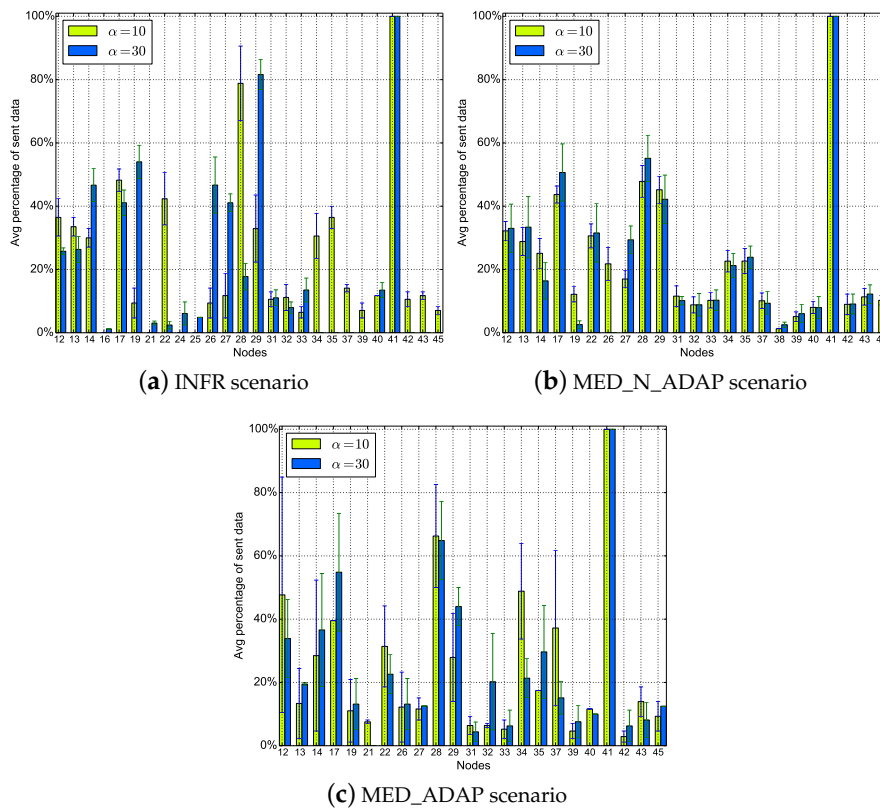 100%
80%
60%
40%
20%
0%
Avg percentage of sent data
α=10
α=30
12 13 14 16 17 19 20 21 22 24 25 26 27 28 29 31 32 33 34 35 37 39 40 41 42 43 45
Nodes
(a) INFR scenario
100%
80%
60%
40%
20%
0%
Avg percentage of sent data
α=10
α=30
12 13 14 17 19 22 26 27 28 29 31 32 33 34 35 37 38 39 40 41 42 43 4
Nodes
(b) MED_N_ADAP scenario
100%
80%
60%
40%
20%
0%
Avg percentage of sent data
α=10
α=30
12 13 14 17 19 21 22 26 27 28 29 31 32 33 34 35 37 39 40 41 42 43 45
Nodes
(c) MED_ADAP scenario